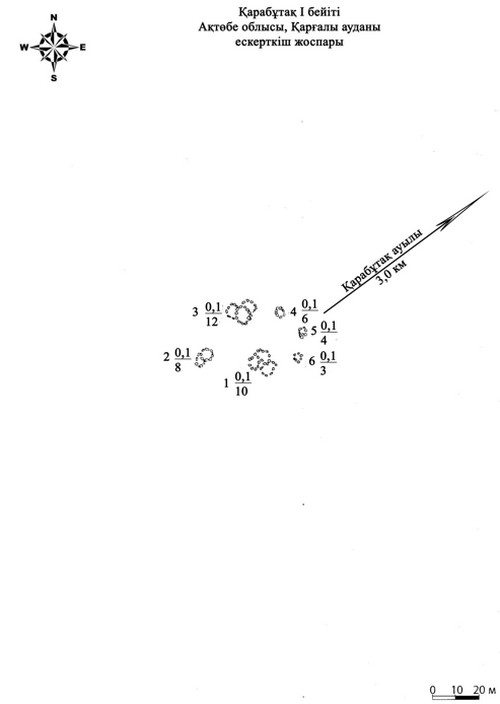 Қарабұтақ I бейіті
Ақтөбе облысы, Қарғалы ауданы
ескерткіш жоспары
N
W E
S
Қарабұтақ ауылы
3,0 км
3 0,1
12
4 0,1
6
5 0,1
4
2 0,1
8
1 0,1
10
6 0,1
3
0 10 20 м